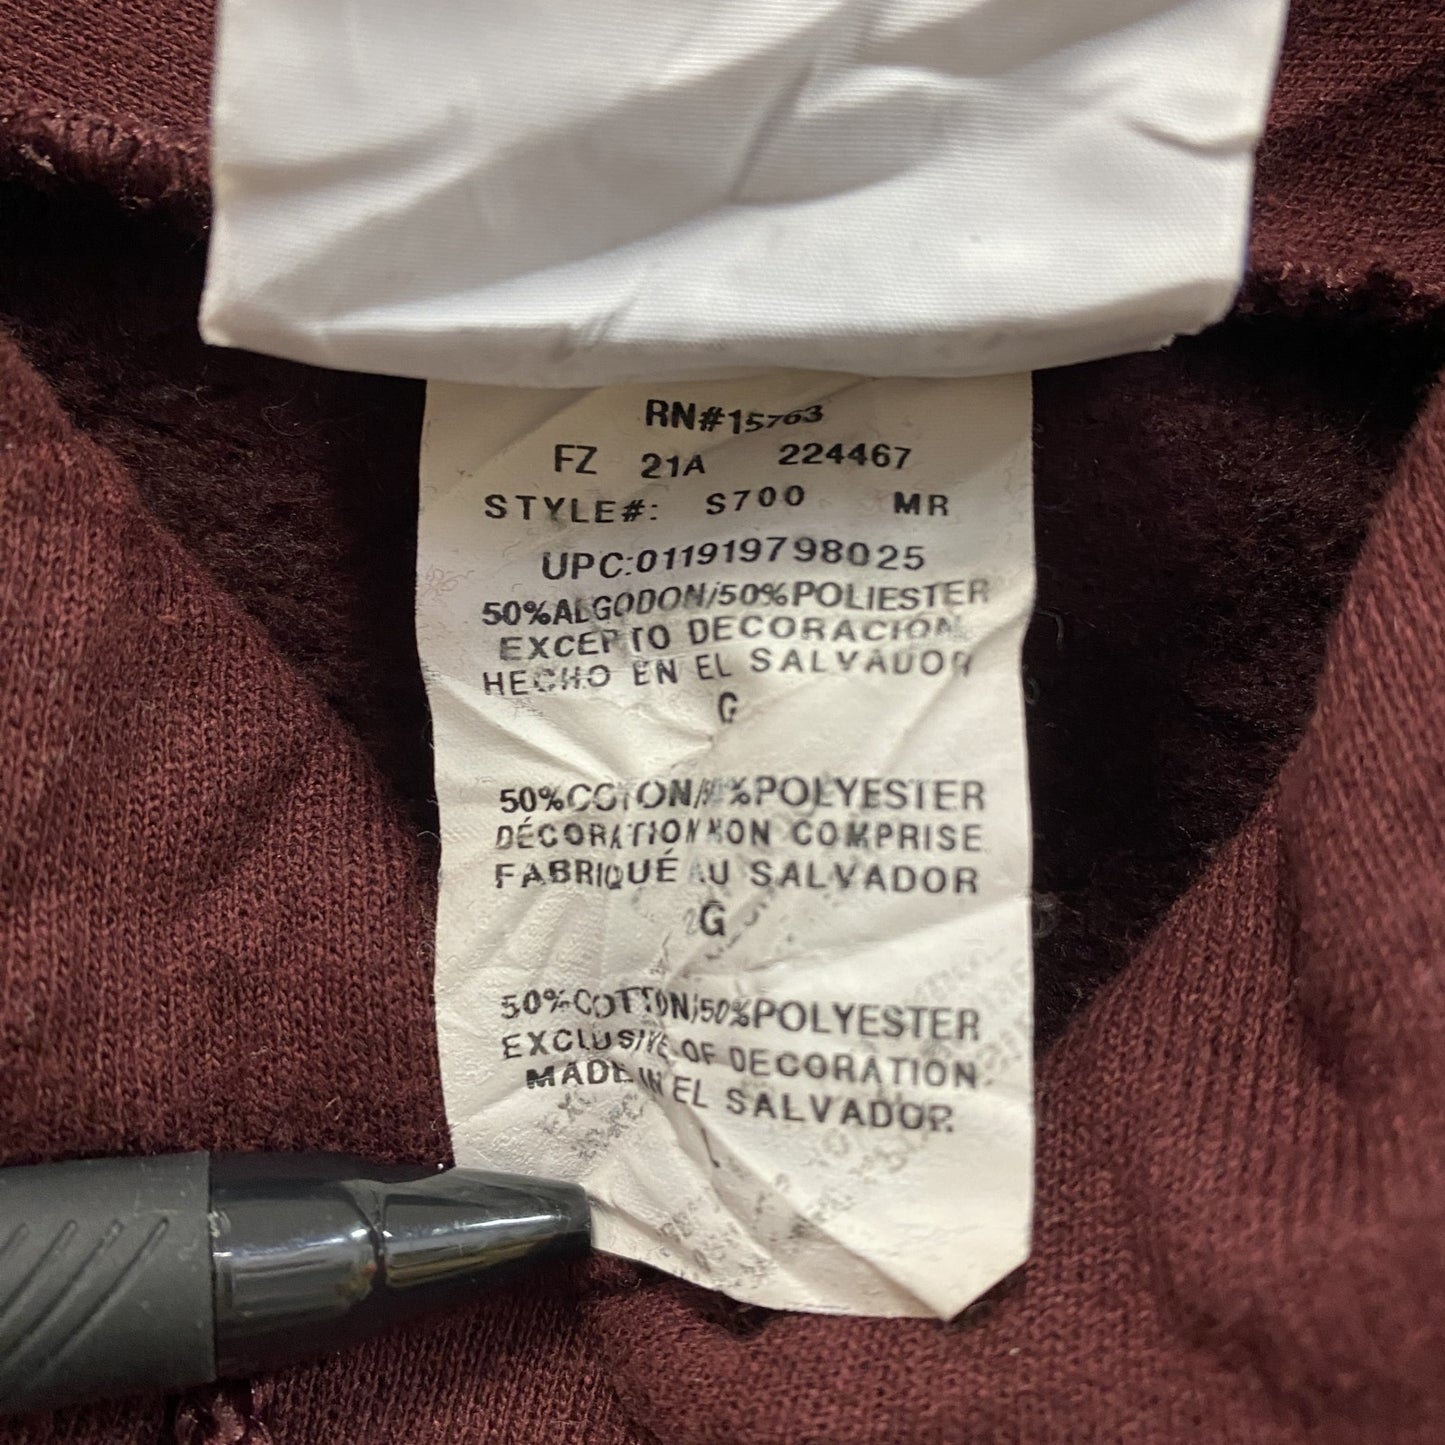 RN#15763
FZ 21A 224467
STYLE#: S700 MR
UPC:011919798025
50%ALGODON/50%POLIESTER
EXCEPTO DECORACION
HECHO EN EL SALVADOR
G
50%COTON/50%POLYESTER
DÉCORATION NON COMPRISE
FABRIQUÉ AU SALVADOR
G
50%COTTON/50%POLYESTER
EXCLUSIVE OF DECORATION
MADE IN EL SALVADOR
L